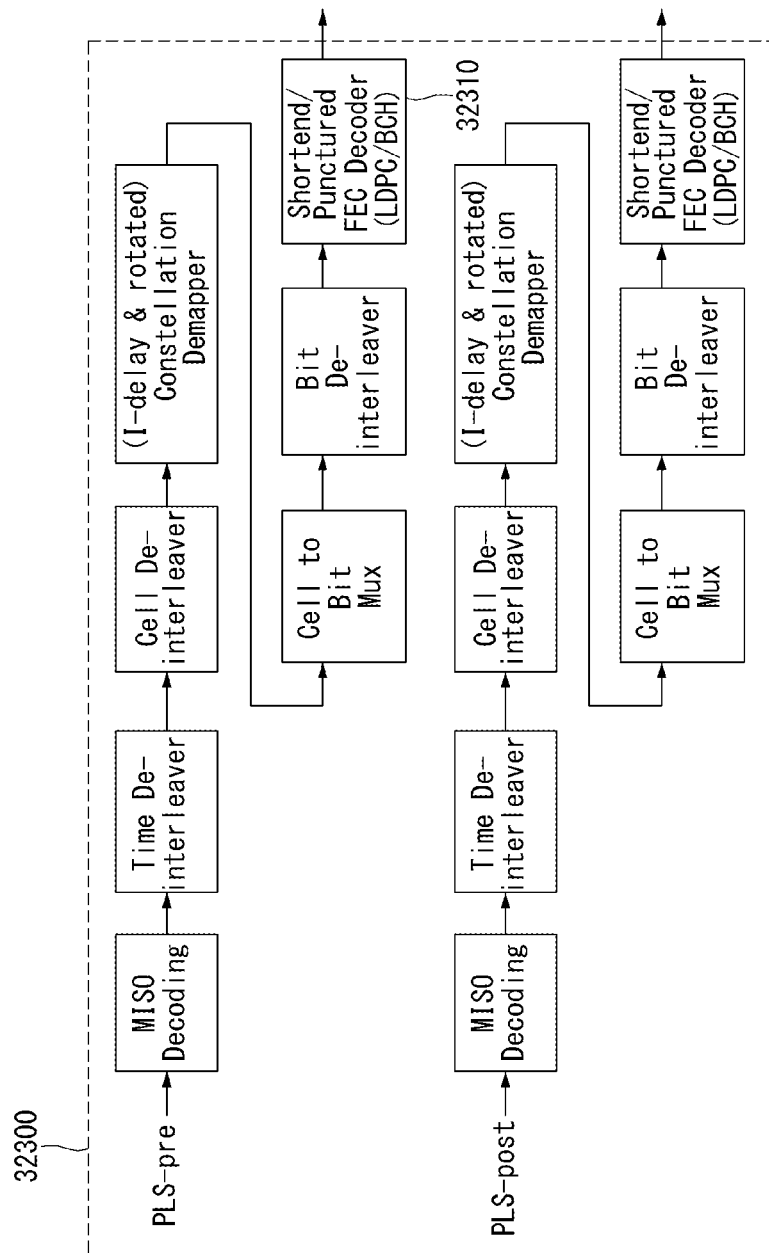 32300
PLS-pre
MISO
Decoding
Time De-
interleaver
Cell De-
interleaver
(I-delay & rotated)
Constellation
Demapper
Cell to
Bit
Mux
Bit
De-
interleaver
Shortend/
Punctured
FEC Decoder
(LDPC/BCH)
32310
PLS-post
MISO
Decoding
Time De-
interleaver
Cell De-
interleaver
(I-delay & rotated)
Constellation
Demapper
Cell to
Bit
Mux
Bit
De-
interleaver
Shortend/
Punctured
FEC Decoder
(LDPC/BCH)